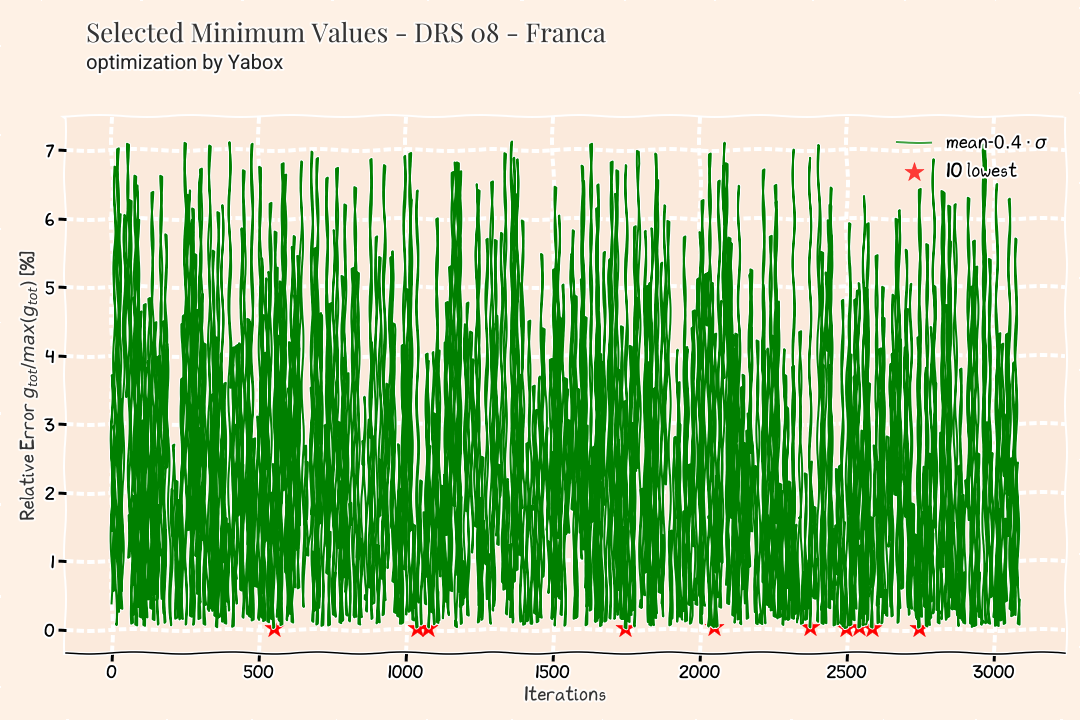 Selected Minimum Values - DRS 08 - Franca
optimization by Yabox
mean-0.4 · σ
10 lowest
Relative Error g_tot/max(g_tot) [%]
7
6
5
4
3
2
1
0
0 500 1000 1500 2000 2500 3000
Iterations